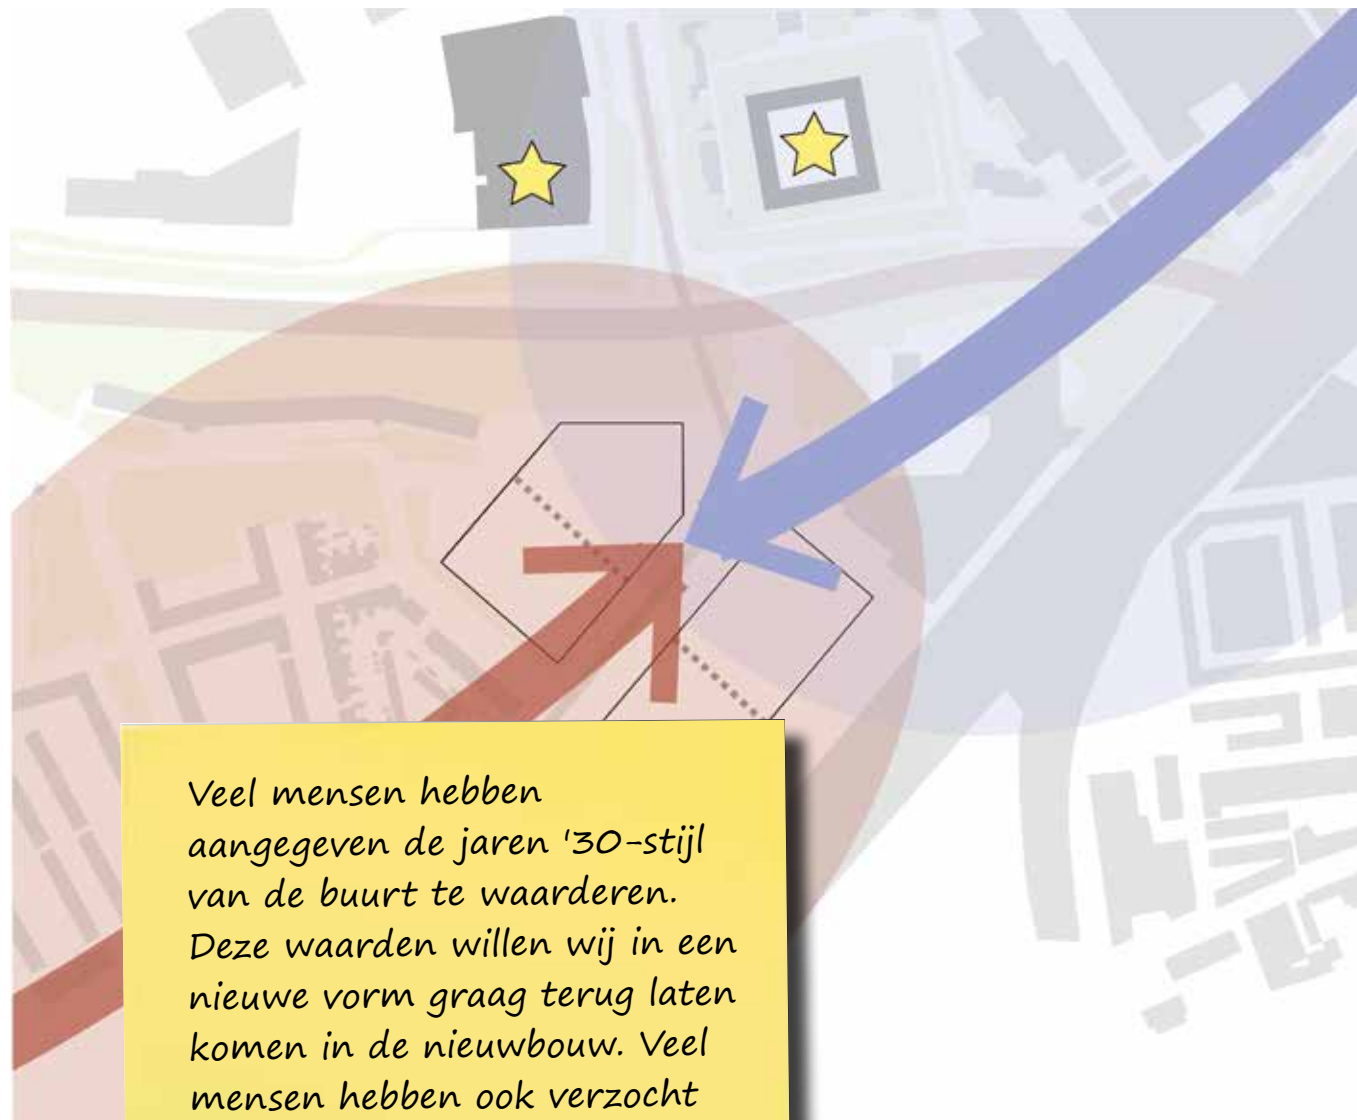 Veel mensen hebben
aangegeven de jaren '30-stijl
van de buurt te waarderen.
Deze waarden willen wij in een
nieuwe vorm graag terug laten
komen in de nieuwbouw. Veel
mensen hebben ook verzocht